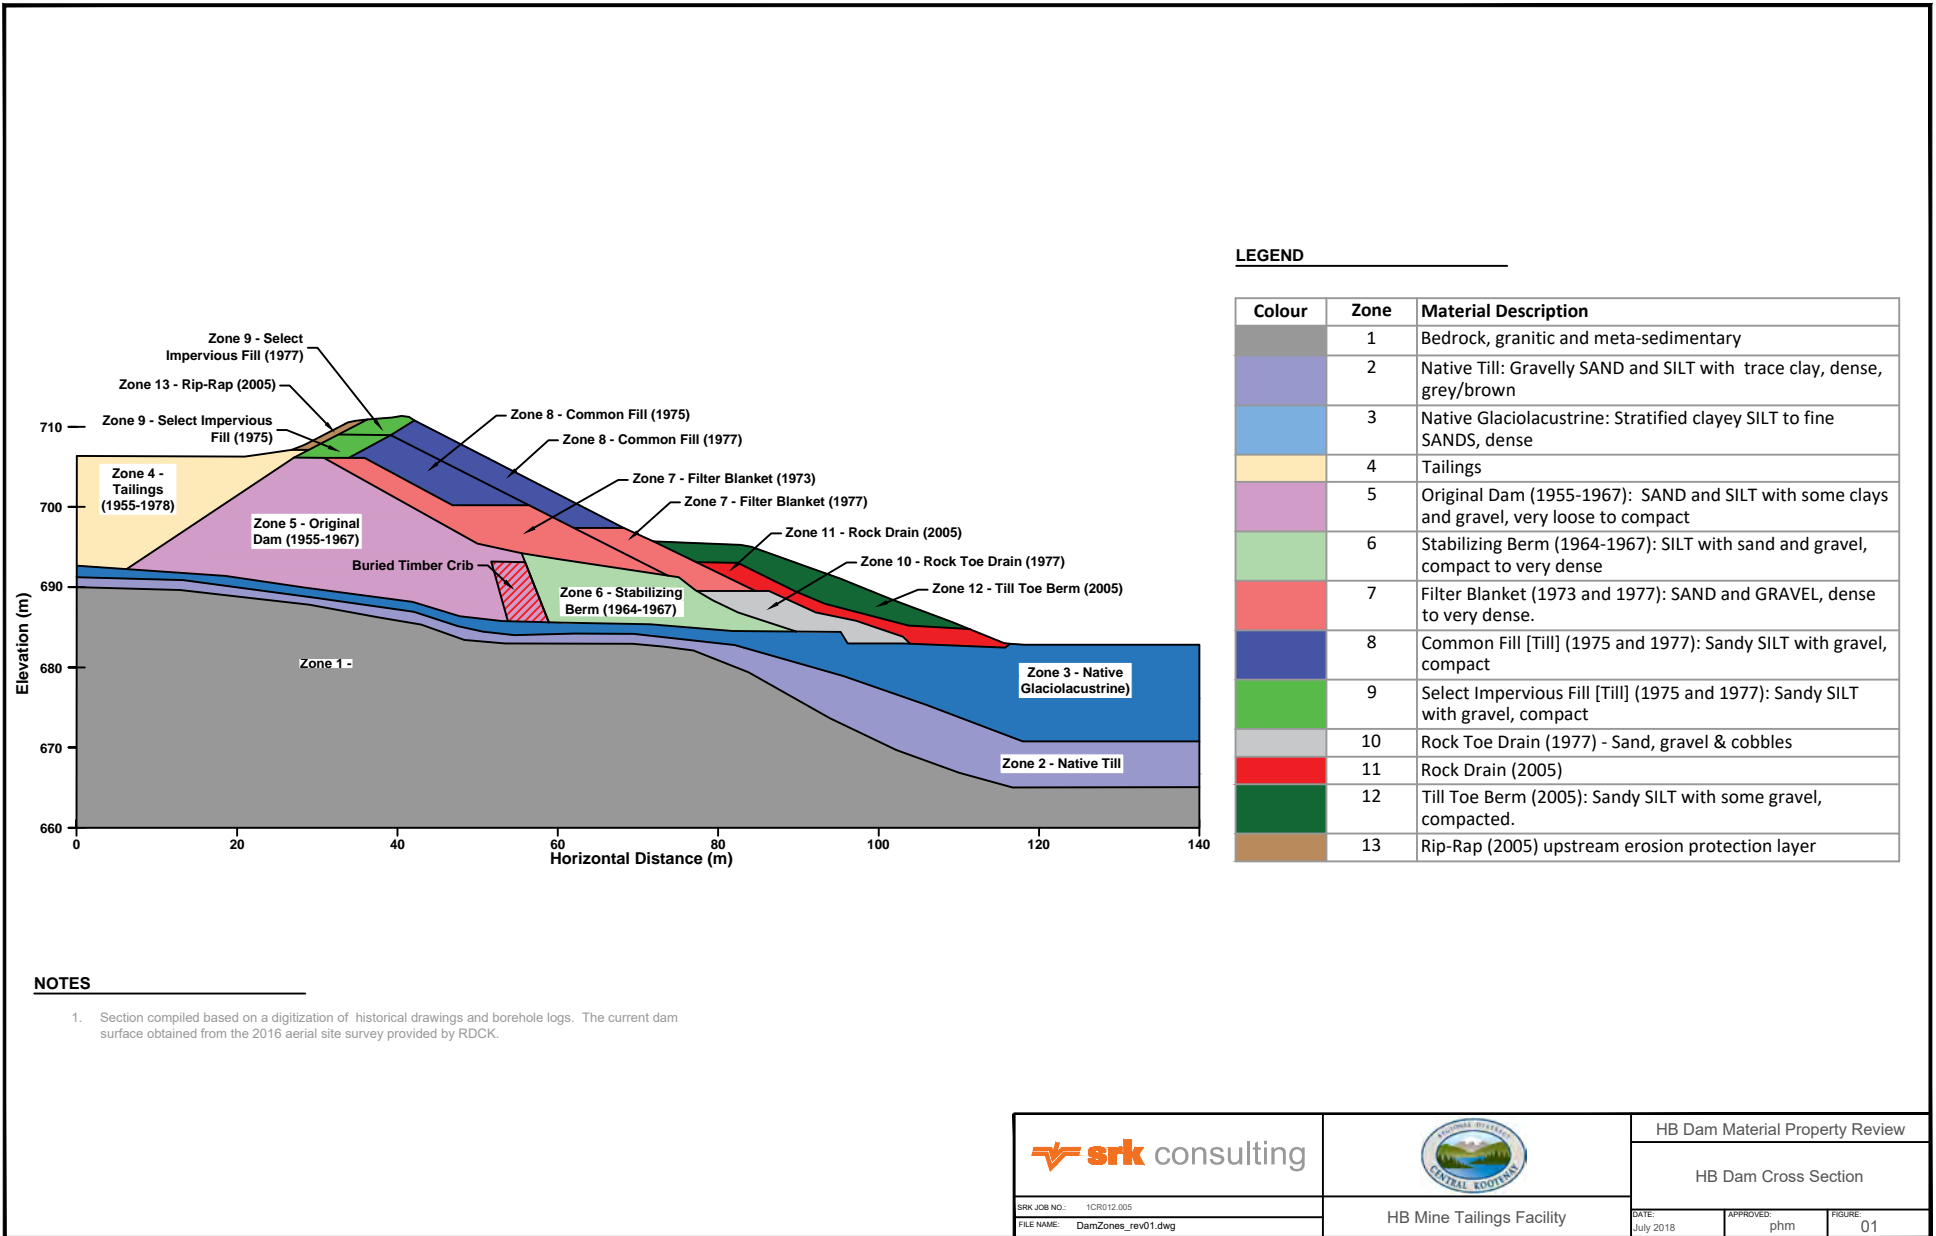 LEGEND
Colour Zone Material Description
1 Bedrock, granitic and meta-sedimentary
2 Native Till: Gravelly SAND and SILT with trace clay, dense,
grey/brown
3 Native Glaciolacustrine: Stratified clayey SILT to fine
SANDS, dense
4 Tailings
5 Original Dam (1955-1967): SAND and SILT with some clays
and gravel, very loose to compact
6 Stabilizing Berm (1964-1967): SILT with sand and gravel,
compact to very dense
7 Filter Blanket (1973 and 1977): SAND and GRAVEL, dense
to very dense.
8 Common Fill [Till] (1975 and 1977): Sandy SILT with gravel,
compact
9 Select Impervious Fill [Till] (1975 and 1977): Sandy SILT
with gravel, compact
10 Rock Toe Drain (1977) - Sand, gravel & cobbles
11 Rock Drain (2005)
12 Till Toe Berm (2005): Sandy SILT with some gravel,
compacted.
13 Rip-Rap (2005) upstream erosion protection layer
Zone 9 - Select
Impervious Fill (1977)
Zone 13 - Rip-Rap (2005)
Zone 9 - Select Impervious
Fill (1975)
Zone 8 - Common Fill (1975)
Zone 8 - Common Fill (1977)
Zone 7 - Filter Blanket (1973)
Zone 7 - Filter Blanket (1977)
Zone 11 - Rock Drain (2005)
Zone 10 - Rock Toe Drain (1977)
Zone 12 - Till Toe Berm (2005)
Zone 4 -
Tailings
(1955-1978)
Zone 5 - Original
Dam (1955-1967)
Buried Timber Crib
Zone 6 - Stabilizing
Berm (1964-1967)
Zone 1 -
Zone 3 - Native
Glaciolacustrine)
Zone 2 - Native Till
Elevation (m)
710
700
690
680
670
660
0 20 40 60 80 100 120 140
Horizontal Distance (m)
NOTES
1. Section compiled based on a digitization of historical drawings and borehole logs. The current dam
surface obtained from the 2016 aerial site survey provided by RDCK.
srk consulting
SRK JOB NO.: 1CR012.005
FILE NAME: DamZones_rev01.dwg
REGIONAL DISTRICT
CENTRAL KOOTENAY
HB Mine Tailings Facility
HB Dam Material Property Review
HB Dam Cross Section
DATE: July 2018
APPROVED: phm
FIGURE: 01